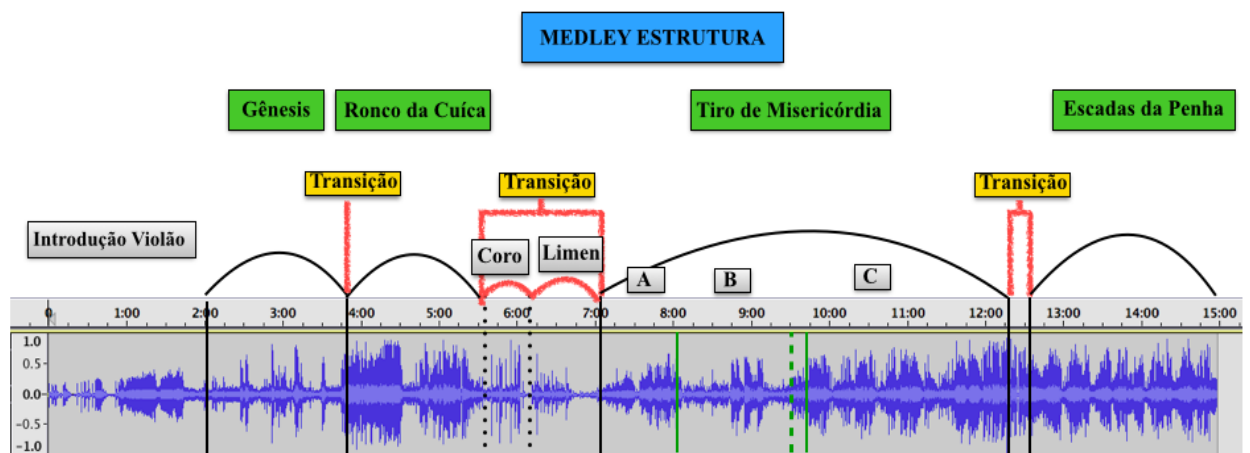 MEDLEY ESTRUTURA
Gênesis
Ronco da Cuíca
Tiro de Misericórdia
Escadas da Penha
Transição
Transição
Transição
Introdução Violão
Coro
Limen
A
B
C
0 1:00 2:00 3:00 4:00 5:00 6:00 7:00 8:00 9:00 10:00 11:00 12:00 13:00 14:00 15:00
1.0
0.5
0.0
-0.5
-1.0